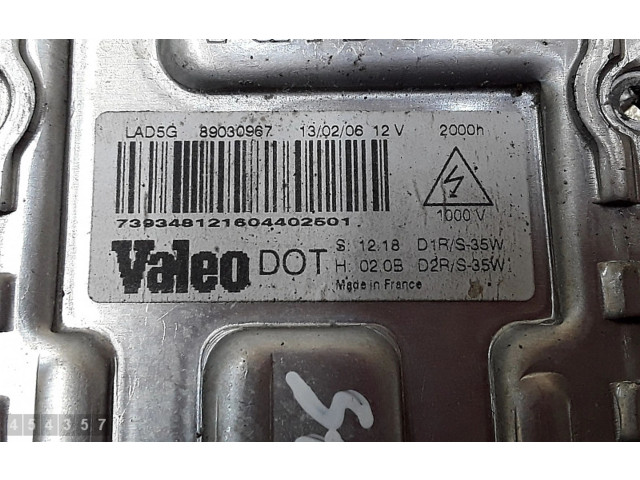 LAD5G 89030967 13/02/06 12 V 2000h
739348121604402501
1000 V
Valeo DOT S: 12.18 D1R/S-35W
H: 02.0B D2R/S-35W
Made in France
454357